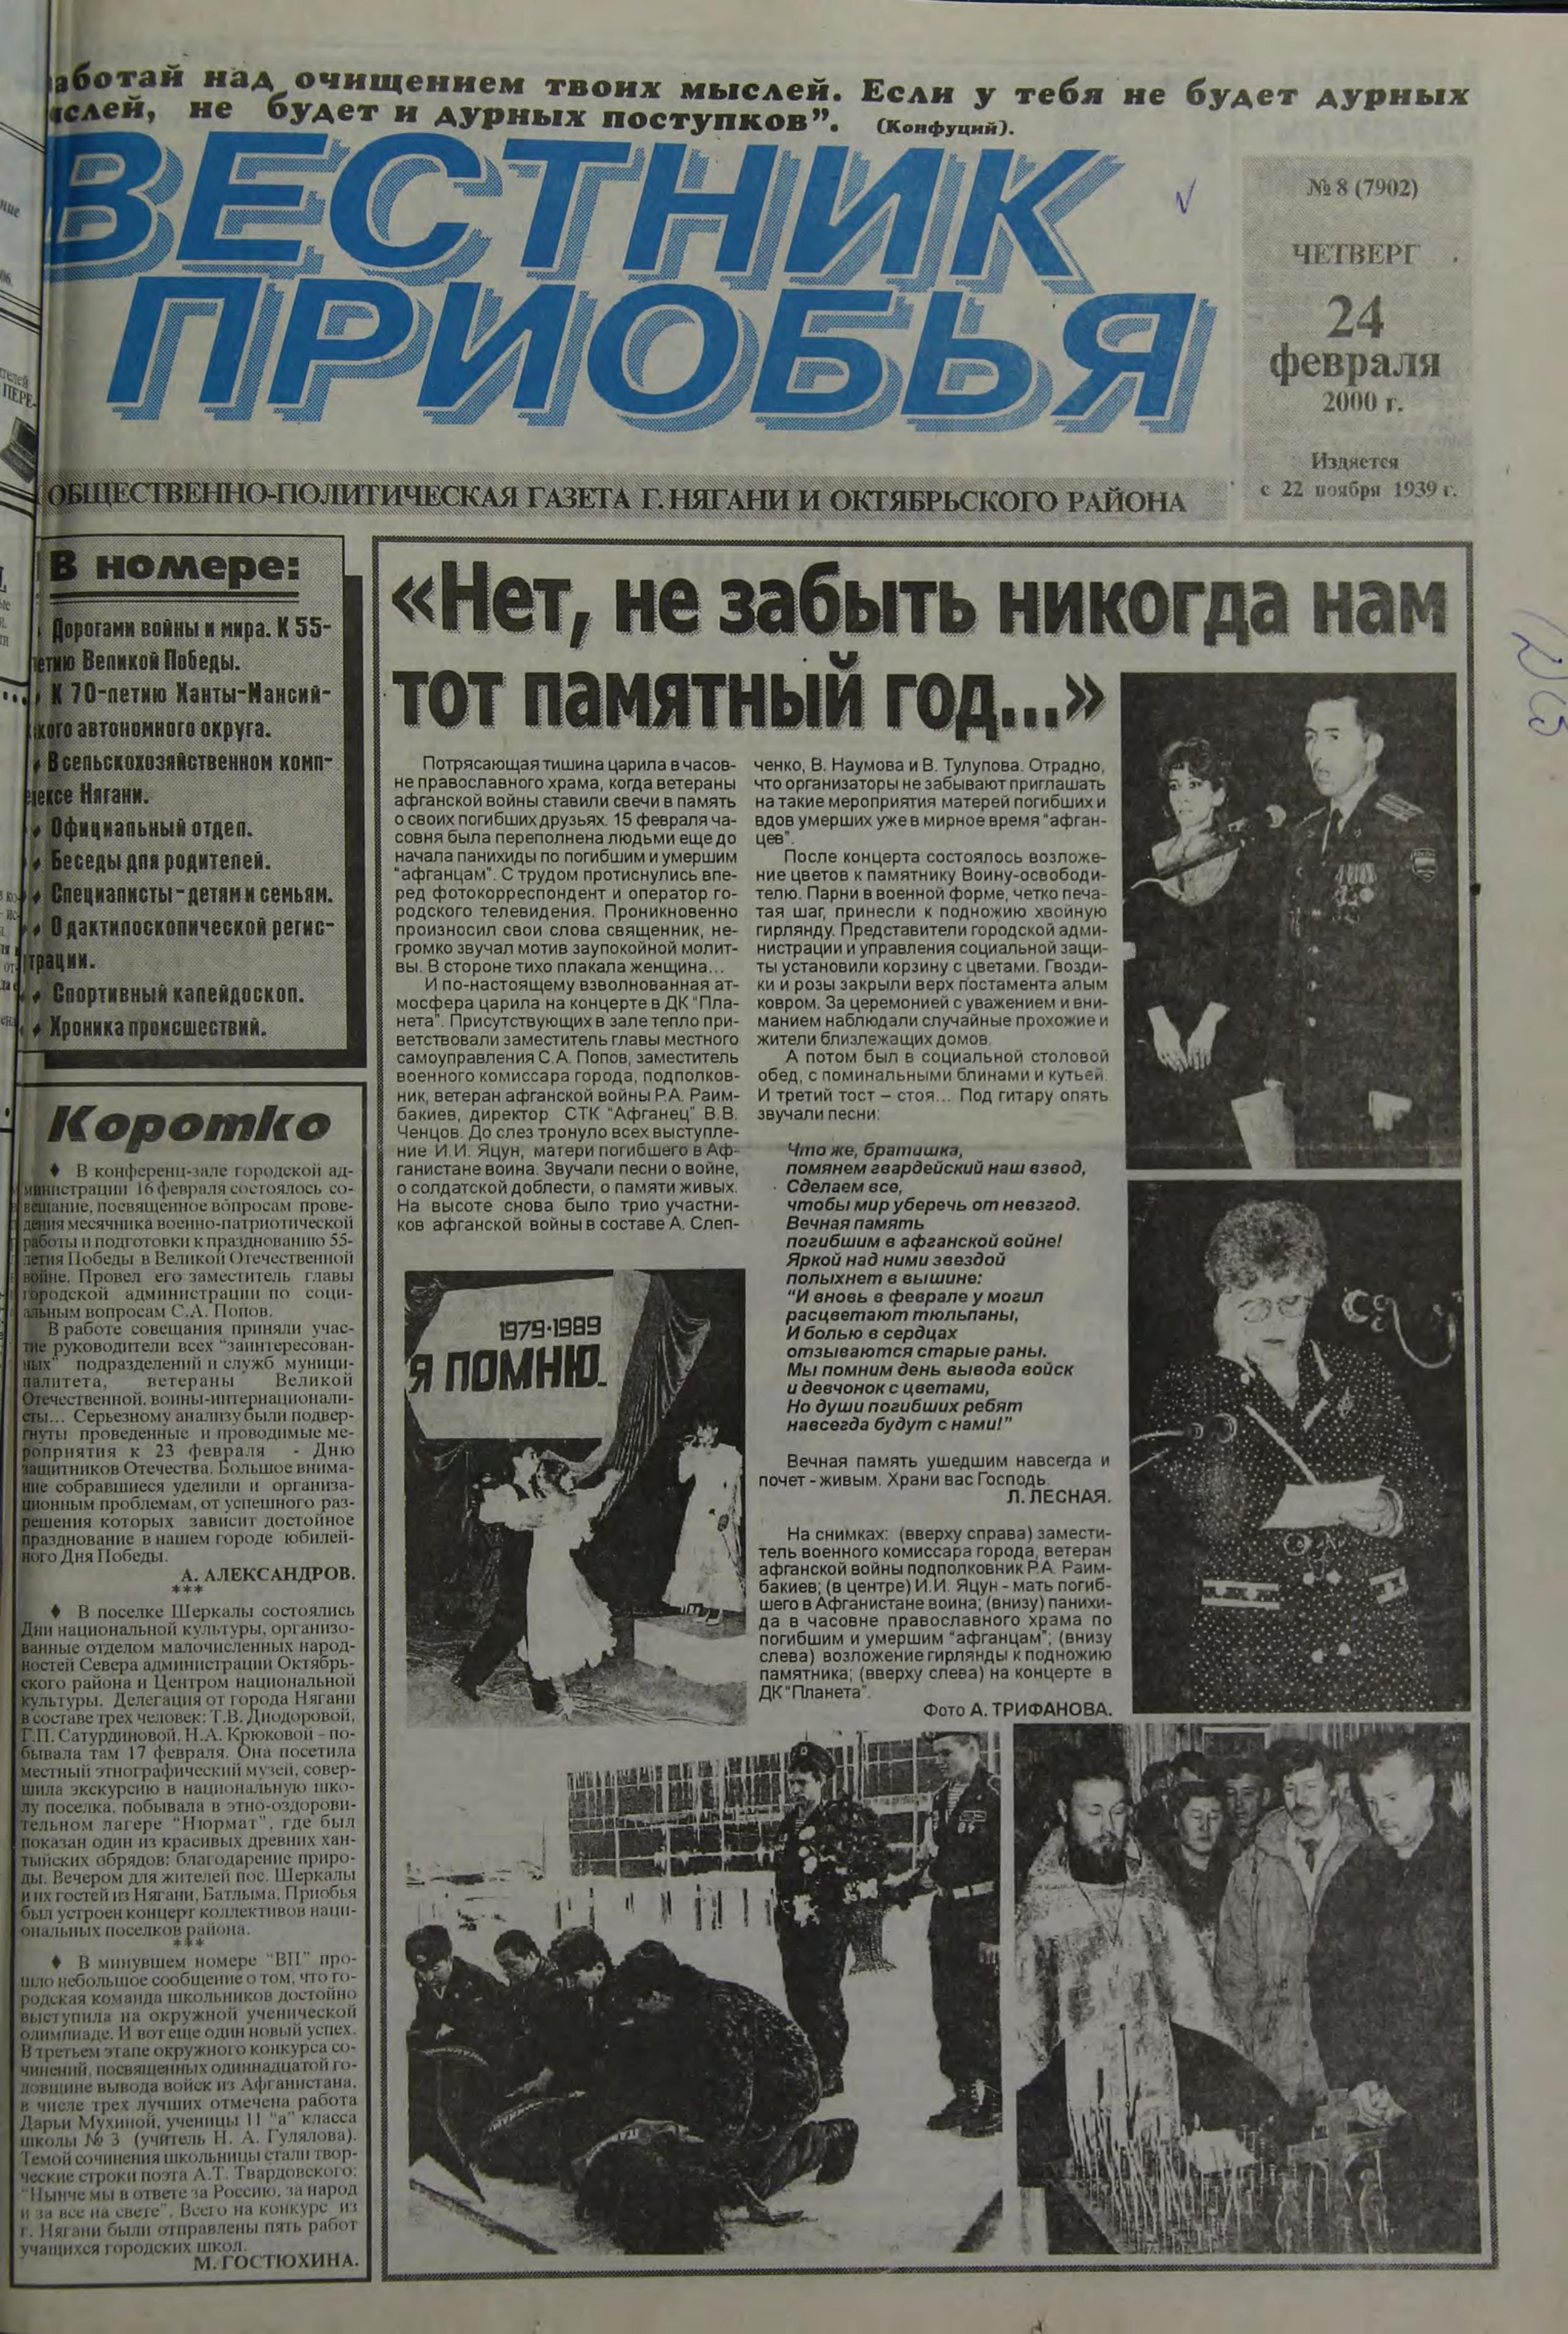 аботай над очищением твоих мыслей. Если у тебя не будет дурных
слей, не будет и дурных поступков". (Конфуций).
ВЕСТНИК
ПРИОБЬЯ
№ 8 (7902)
ЧЕТВЕРГ
24
февраля
2000 г.
Издается
с 22 ноября 1939 г.
ОБЩЕСТВЕННО-ПОЛИТИЧЕСКАЯ ГАЗЕТА Г. НЯГАНИ И ОКТЯБРЬСКОГО РАЙОНА
В номере:
Дорогами войны и мира. К 55-
летию Великой Победы.
♦ К 70-летию Ханты-Мансий-
ского автономного округа.
♦ В сельскохозяйственном комп-
лексе Нягани.
♦ Официальный отдел.
♦ Беседы для родителей.
♦ Специалисты - детям и семьям.
♦ О дактилоскопической регис-
трации.
♦ Спортивный калейдоскоп.
♦ Хроника происшествий.
Коротко
♦ В конференц-зале городской ад-
министрации 16 февраля состоялось со-
вещание, посвященное вопросам прове-
дения месячника военно-патриотической
работы и подготовки к празднованию 55-
летия Победы в Великой Отечественной
войне. Провел его заместитель главы
городской администрации по соци-
альным вопросам С.А. Попов.
В работе совещания приняли учас-
тие руководители всех "заинтересован-
ных" подразделений и служб муници-
палитета, ветераны Великой
Отечественной, воины-интернационали-
сты... Серьезному анализу были подвер-
гнуты проведенные и проводимые ме-
роприятия к 23 февраля - Дню
защитников Отечества. Большое внима-
ние собравшиеся уделили и организа-
ционным проблемам, от успешного раз-
решения которых зависит достойное
празднование в нашем городе юбилей-
ного Дня Победы.
А. АЛЕКСАНДРОВ.
***
♦ В поселке Шеркалы состоялись
Дни национальной культуры, организо-
ванные отделом малочисленных народ-
ностей Севера администрации Октябрь-
ского района и Центром национальной
культуры. Делегация от города Нягани
в составе трех человек: Т.В. Диодоровой,
Г.П. Сатурдиновой, Н.А. Крюковой - по-
бывала там 17 февраля. Она посетила
местный этнографический музей, совер-
шила экскурсию в национальную шко-
лу поселка, побывала в этно-оздорови-
тельном лагере "Нюрмат", где был
показан один из красивых древних хан-
тыйских обрядов: благодарение приро-
ды. Вечером для жителей пос. Шеркалы
и их гостей из Нягани, Батлыма, Приобья
был устроен концерт коллективов наци-
ональных поселков района.
***
♦ В минувшем номере "ВП" про-
шло небольшое сообщение о том, что го-
родская команда школьников достойно
выступила на окружной ученической
олимпиаде. И вот еще один новый успех.
В третьем этапе окружного конкурса со-
чинений, посвященных одиннадцатой го-
довщине вывода войск из Афганистана,
в числе трех лучших отмечена работа
Дарьи Мухиной, ученицы 11 "а" класса
школы № 3 (учитель Н. А. Гулялова).
Темой сочинения школьницы стали твор-
ческие строки поэта А.Т. Твардовского:
"Нынче мы в ответе за Россию, за народ
и за все на свете". Всего на конкурс из
г. Нягани были отправлены пять работ
учащихся городских школ.
М. ГОСТЮХИНА.
«Нет, не забыть никогда нам
тот памятный год...»
Потрясающая тишина царила в часов-
не православного храма, когда ветераны
афганской войны ставили свечи в память
о своих погибших друзьях. 15 февраля ча-
совня была переполнена людьми еще до
начала панихиды по погибшим и умершим
"афганцам". С трудом протиснулись впе-
ред фотокорреспондент и оператор го-
родского телевидения. Проникновенно
произносил свои слова священник, не-
громко звучал мотив заупокойной молит-
вы. В стороне тихо плакала женщина...
И по-настоящему взволнованная ат-
мосфера царила на концерте в ДК "Пла-
нета". Присутствующих в зале тепло при-
ветствовали заместитель главы местного
самоуправления С.А. Попов, заместитель
военного комиссара города, подполков-
ник, ветеран афганской войны Р.А. Раим-
бакиев, директор СТК "Афганец" В.В.
Ченцов. До слез тронуло всех выступле-
ние И.И. Яцун, матери погибшего в Аф-
ганистане воина. Звучали песни о войне,
о солдатской доблести, о памяти живых.
На высоте снова было трио участни-
ков афганской войны в составе А. Слеп-
ченко, В. Наумова и В. Тулупова. Отрадно,
что организаторы не забывают приглашать
на такие мероприятия матерей погибших и
вдов умерших уже в мирное время "афган-
цев".
После концерта состоялось возложе-
ние цветов к памятнику Воину-освободи-
телю. Парни в военной форме, четко печа-
тая шаг, принесли к подножию хвойную
гирлянду. Представители городской адми-
нистрации и управления социальной защи-
ты установили корзину с цветами. Гвозди-
ки и розы закрыли верх постамента алым
ковром. За церемонией с уважением и вни-
манием наблюдали случайные прохожие и
жители близлежащих домов.
А потом был в социальной столовой
обед, с поминальными блинами и кутьей.
И третий тост - стоя... Под гитару опять
звучали песни:
Что же, братишка,
помянем гвардейский наш взвод,
Сделаем все,
чтобы мир уберечь от невзгод.
Вечная память
погибшим в афганской войне!
Яркой над ними звездой
полыхнет в вышине:
"И вновь в феврале у могил
расцветают тюльпаны,
И болью в сердцах
отзываются старые раны.
Мы помним день вывода войск
и девчонок с цветами,
Но души погибших ребят
навсегда будут с нами!"
Вечная память ушедшим навсегда и
почет - живым. Храни вас Господь.
Л. ЛЕСНАЯ.
На снимках: (вверху справа) замести-
тель военного комиссара города, ветеран
афганской войны подполковник Р.А. Раим-
бакиев; (в центре) И.И. Яцун - мать погиб-
шего в Афганистане воина; (внизу) панихи-
да в часовне православного храма по
погибшим и умершим "афганцам"; (внизу
слева) возложение гирлянды к подножию
памятника; (вверху слева) на концерте в
ДК "Планета".
Фото А. ТРИФАНОВА.
1979-1989
Я ПОМНЮ...